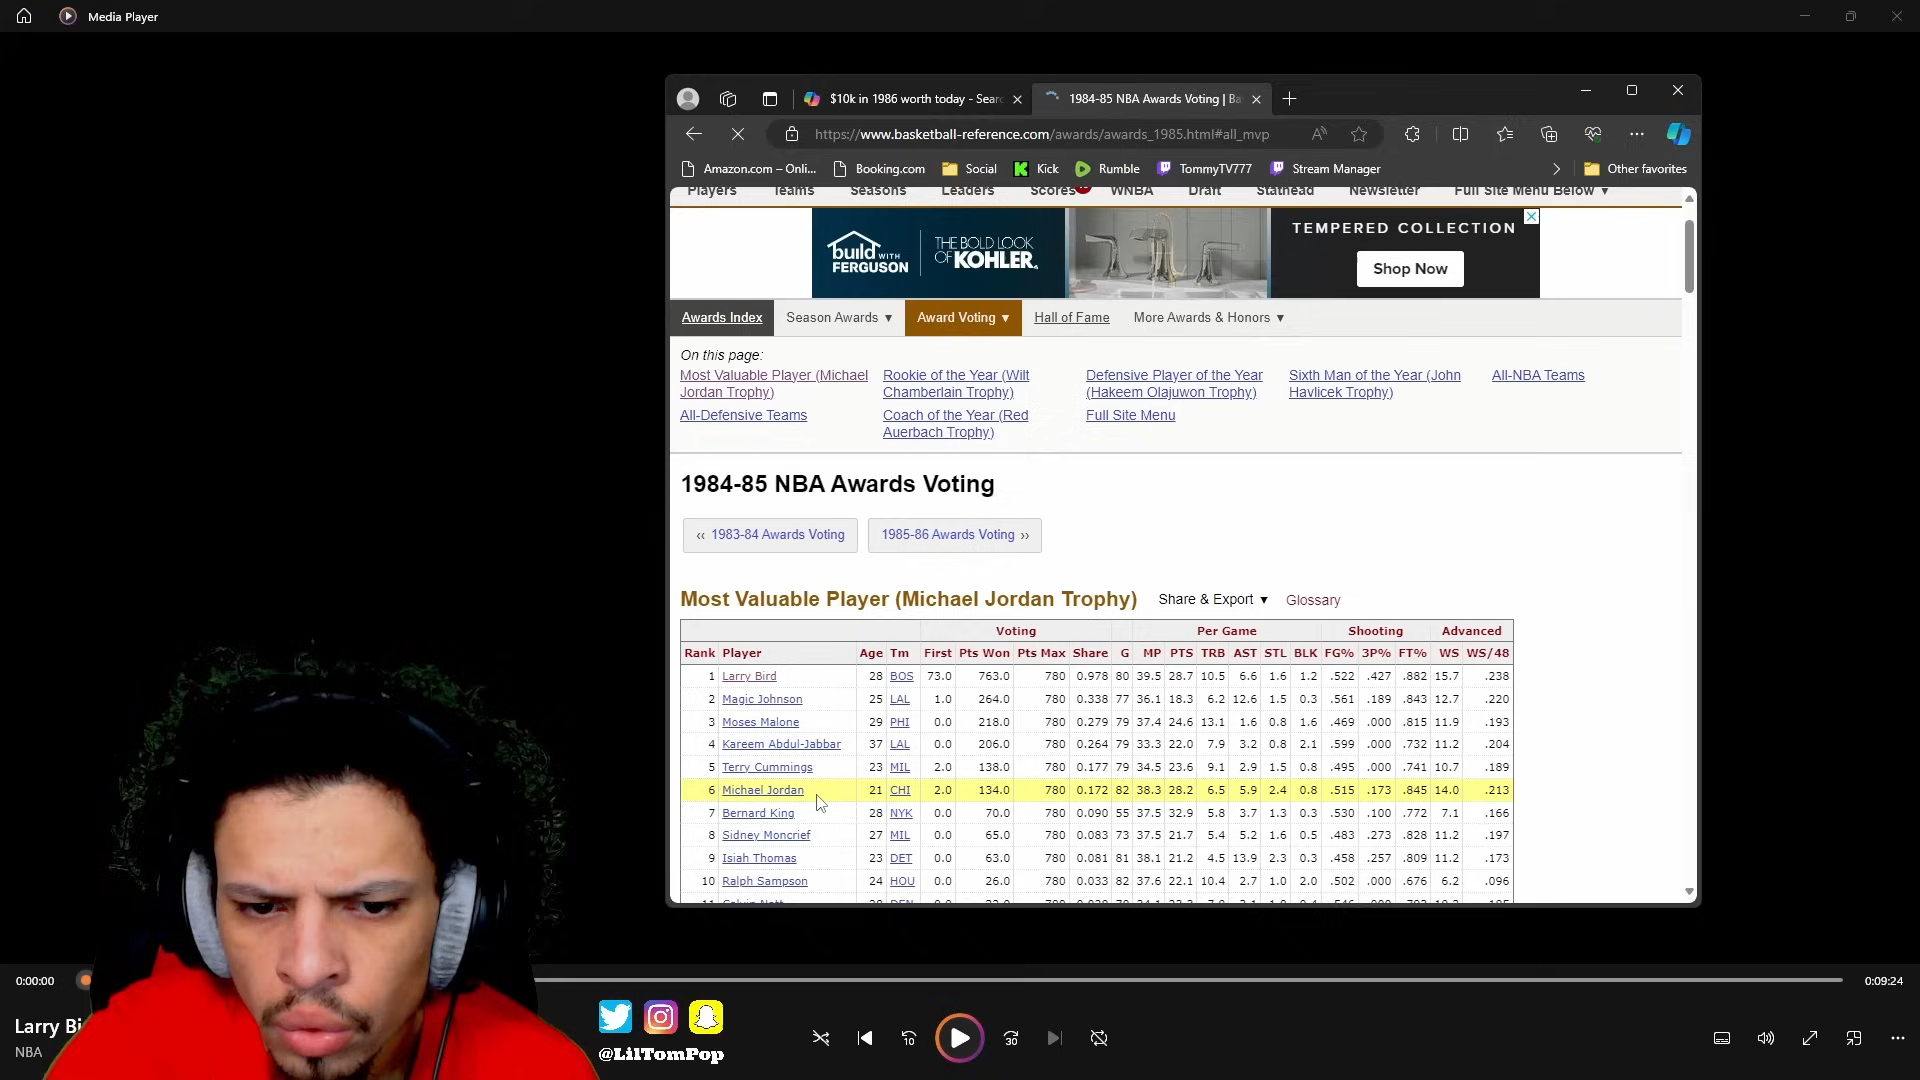 Media Player
$10k in 1986 worth today - Sear
1984-85 NBA Awards Voting | Ba
https://www.basketball-reference.com/awards/awards_1985.html#all_mvp
Amazon.com – Onli... Booking.com Social Kick Rumble TommyTV777 Stream Manager Other favorites
Players Teams Seasons Leaders Scores WNBA Draft Stathead Newsletter Full Site Menu Below ▼
build WITH FERGUSON
THE BOLD LOOK OF KOHLER.
TEMPERED COLLECTION
Shop Now
Awards Index Season Awards ▼ Award Voting ▼ Hall of Fame More Awards & Honors ▼
On this page:
Most Valuable Player (Michael Jordan Trophy)
Rookie of the Year (Wilt Chamberlain Trophy)
Defensive Player of the Year (Hakeem Olajuwon Trophy)
Sixth Man of the Year (John Havlicek Trophy)
All-NBA Teams
All-Defensive Teams
Coach of the Year (Red Auerbach Trophy)
Full Site Menu
1984-85 NBA Awards Voting
‹‹ 1983-84 Awards Voting 1985-86 Awards Voting ››
Most Valuable Player (Michael Jordan Trophy) Share & Export ▼ Glossary
Voting Per Game Shooting Advanced
Rank Player Age Tm First Pts Won Pts Max Share G MP PTS TRB AST STL BLK FG% 3P% FT% WS WS/48
1 Larry Bird 28 BOS 73.0 763.0 780 0.978 80 39.5 28.7 10.5 6.6 1.6 1.2 .522 .427 .882 15.7 .238
2 Magic Johnson 25 LAL 1.0 264.0 780 0.338 77 36.1 18.3 6.2 12.6 1.5 0.3 .561 .189 .843 12.7 .220
3 Moses Malone 29 PHI 0.0 218.0 780 0.279 79 37.4 24.6 13.1 1.6 0.8 1.6 .469 .000 .815 11.9 .193
4 Kareem Abdul-Jabbar 37 LAL 0.0 206.0 780 0.264 79 33.3 22.0 7.9 3.2 0.8 2.1 .599 .000 .732 11.2 .204
5 Terry Cummings 23 MIL 2.0 138.0 780 0.177 79 34.5 23.6 9.1 2.9 1.5 0.8 .495 .000 .741 10.7 .189
6 Michael Jordan 21 CHI 2.0 134.0 780 0.172 82 38.3 28.2 6.5 5.9 2.4 0.8 .515 .173 .845 14.0 .213
7 Bernard King 28 NYK 0.0 70.0 780 0.090 55 37.5 32.9 5.8 3.7 1.3 0.3 .530 .100 .772 7.1 .166
8 Sidney Moncrief 27 MIL 0.0 65.0 780 0.083 73 37.5 21.7 5.4 5.2 1.6 0.5 .483 .273 .828 11.2 .197
9 Isiah Thomas 23 DET 0.0 63.0 780 0.081 81 38.1 21.2 4.5 13.9 2.3 0.3 .458 .257 .809 11.2 .173
10 Ralph Sampson 24 HOU 0.0 26.0 780 0.033 82 37.6 22.1 10.4 2.7 1.0 2.0 .502 .000 .676 6.2 .096
0:00:00
0:09:24
Larry Bi
NBA
@LilTomPop
10
30